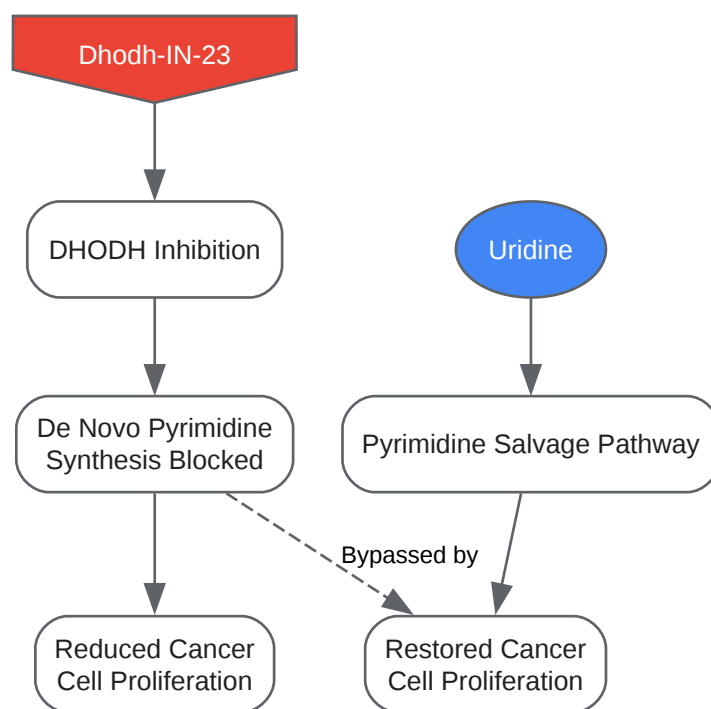 Dhodh-IN-23
DHODH Inhibition
Uridine
De Novo Pyrimidine
Synthesis Blocked
Pyrimidine Salvage Pathway
Bypassed by
Reduced Cancer
Cell Proliferation
Restored Cancer
Cell Proliferation